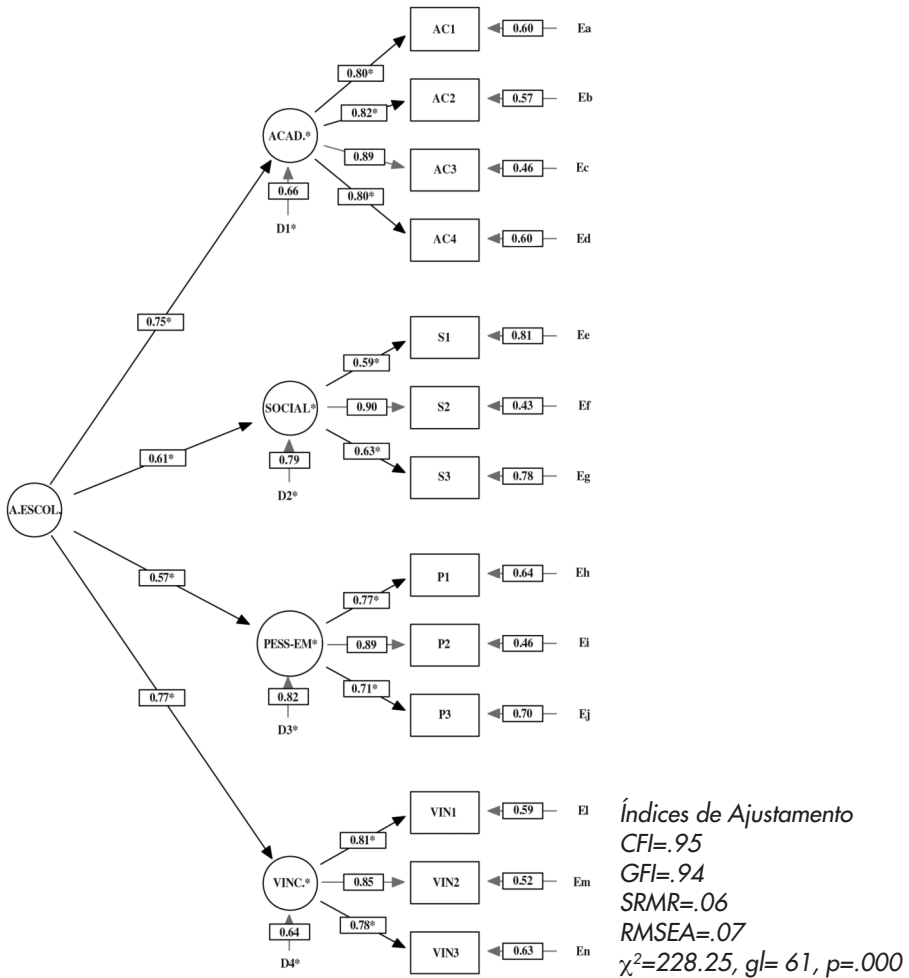 AC1 0.60 Ea
0.80*
AC2 0.57 Eb
0.82*
ACAD.*
0.89 AC3 0.46 Ec
0.66
0.80*
D1*
AC4 0.60 Ed
0.75*
S1 0.81 Ee
0.59*
SOCIAL* 0.90 S2 0.43 Ef
0.61* 0.79 0.63*
S3 0.78 Eg
D2*
A.ESCOL.
0.57* P1 0.64 Eh
0.77*
PESS-EM* 0.89 P2 0.46 Ei
0.77* 0.82 0.71*
P3 0.70 Ej
D3*
VIN1 0.59 El
0.81*
VINC.* 0.85 VIN2 0.52 Em
0.64 0.78*
VIN3 0.63 En
D4*
Índices de Ajustamento
CFI=.95
GFI=.94
SRMR=.06
RMSEA=.07
χ²=228.25, gl= 61, p=.000